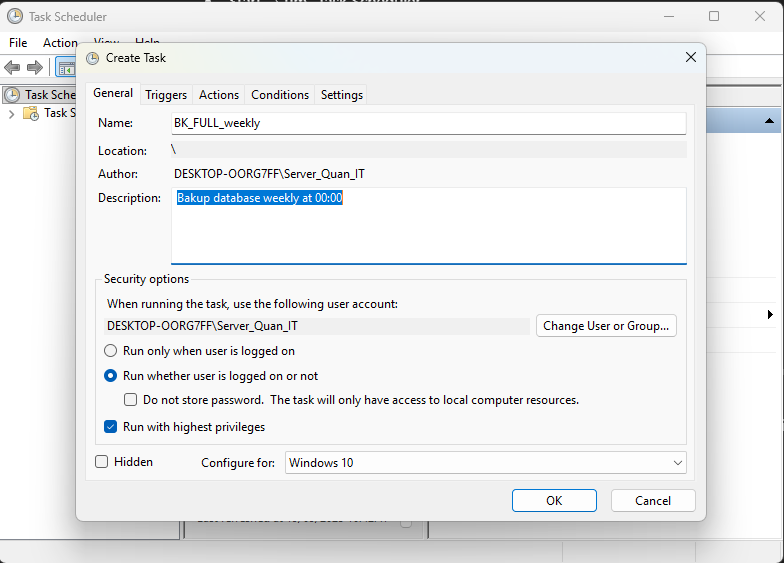 Task Scheduler
File Action View Help
Create Task
Task Sche
Task S
General Triggers Actions Conditions Settings
Name: BK_FULL_weekly
Location: \
Author: DESKTOP-OORG7FF\Server_Quan_IT
Description: Bakup database weekly at 00:00
Security options
When running the task, use the following user account:
DESKTOP-OORG7FF\Server_Quan_IT Change User or Group...
Run only when user is logged on
Run whether user is logged on or not
Do not store password. The task will only have access to local computer resources.
Run with highest privileges
Hidden Configure for: Windows 10
OK Cancel